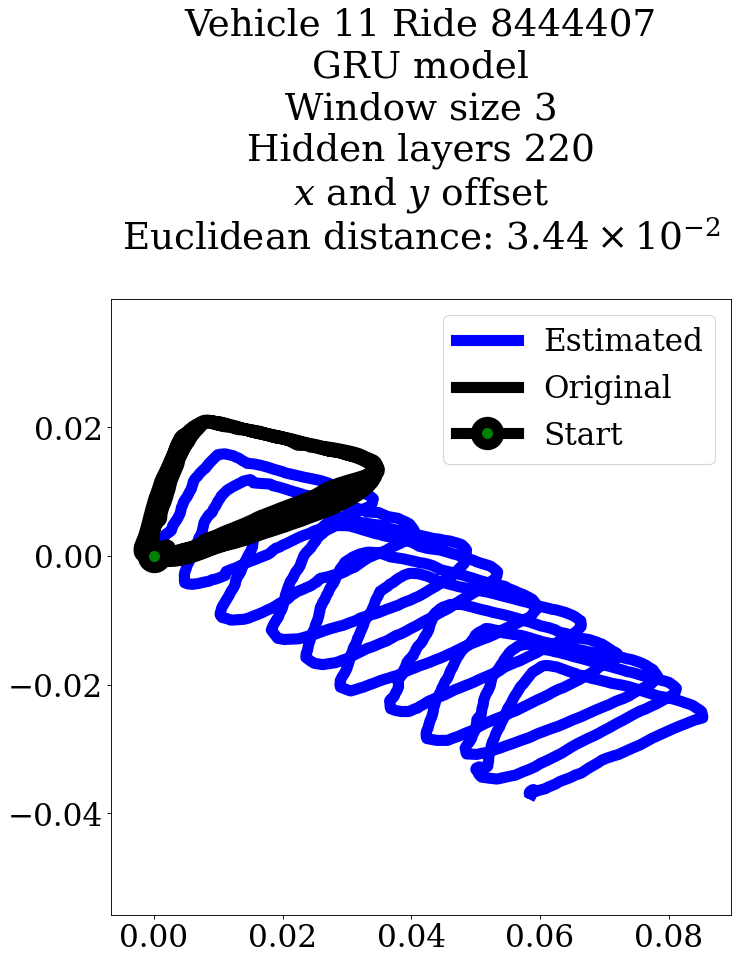 Vehicle 11 Ride 8444407
GRU model
Window size 3
Hidden layers 220
x and y offset
Euclidean distance: 3.44 × 10⁻²
Estimated
Original
Start
0.02
0.00
−0.02
−0.04
0.00 0.02 0.04 0.06 0.08